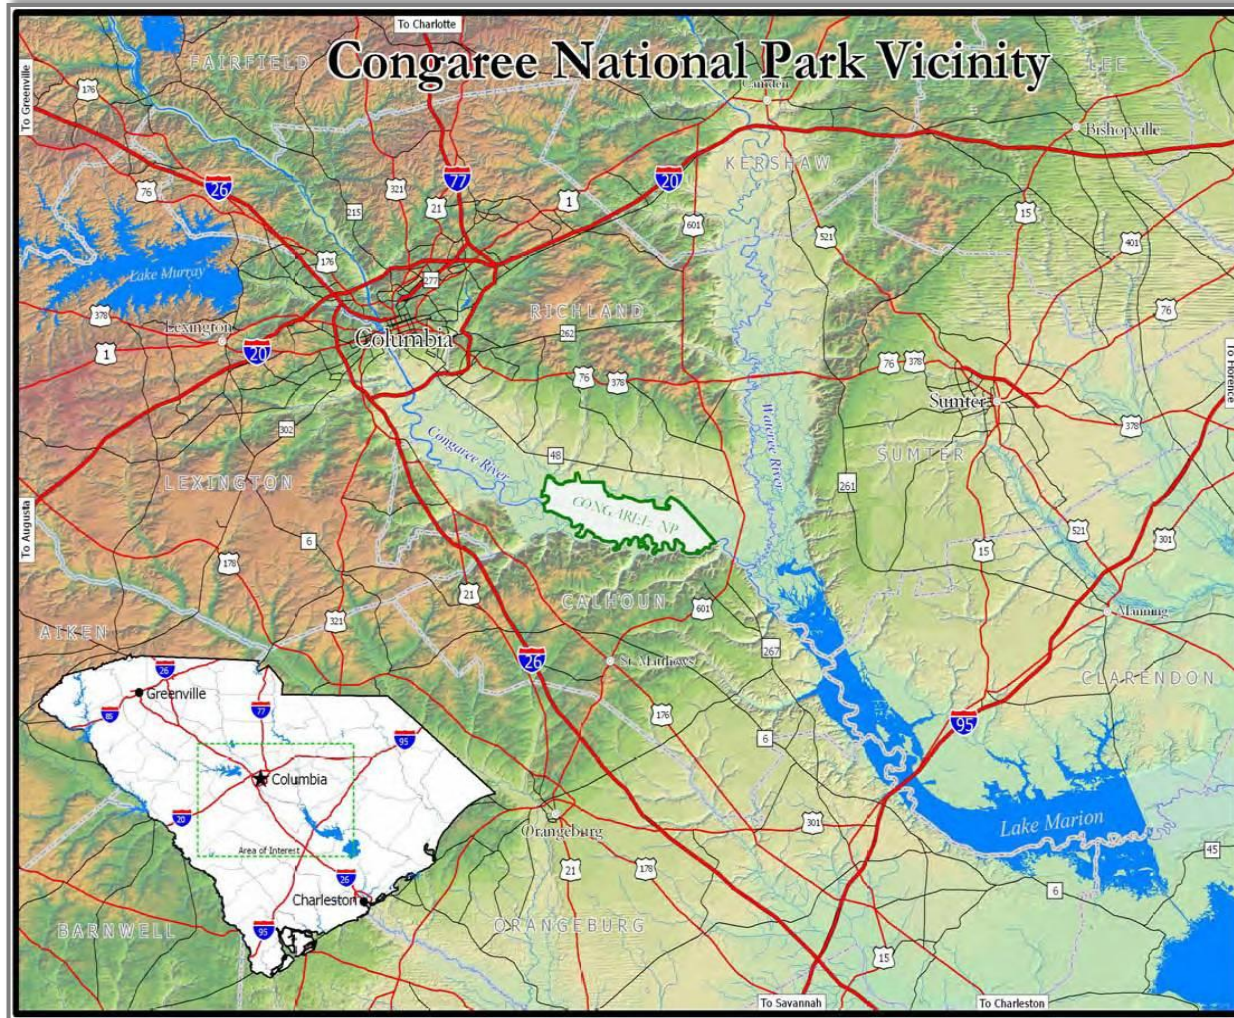 To Charlotte
Congaree National Park Vicinity
FAIRFIELD
LEE
Camden
To Greenville
176
Bishopville
KERSHAW
26
77
20
76
321
21
1
215
601
15
521
401
176
Lake Murray
277
76
378
RICHLAND
Lexington
Columbia
262
1
20
76
378
76
378
To Florence
Sumter
Wateree River
302
378
Congaree River
48
SUMTER
LEXINGTON
261
CONGAREE NP
To Augusta
6
521
301
15
178
21
CALHOUN
601
Manning
321
AIKEN
267
26
St. Matthews
CLARENDON
26
Greenville
85
77
176
95
6
95
Columbia
20
Orangeburg
301
Lake Marion
Area of Interest
45
26
21
178
6
Charleston
BARNWELL
95
ORANGEBURG
15
To Savannah
To Charleston